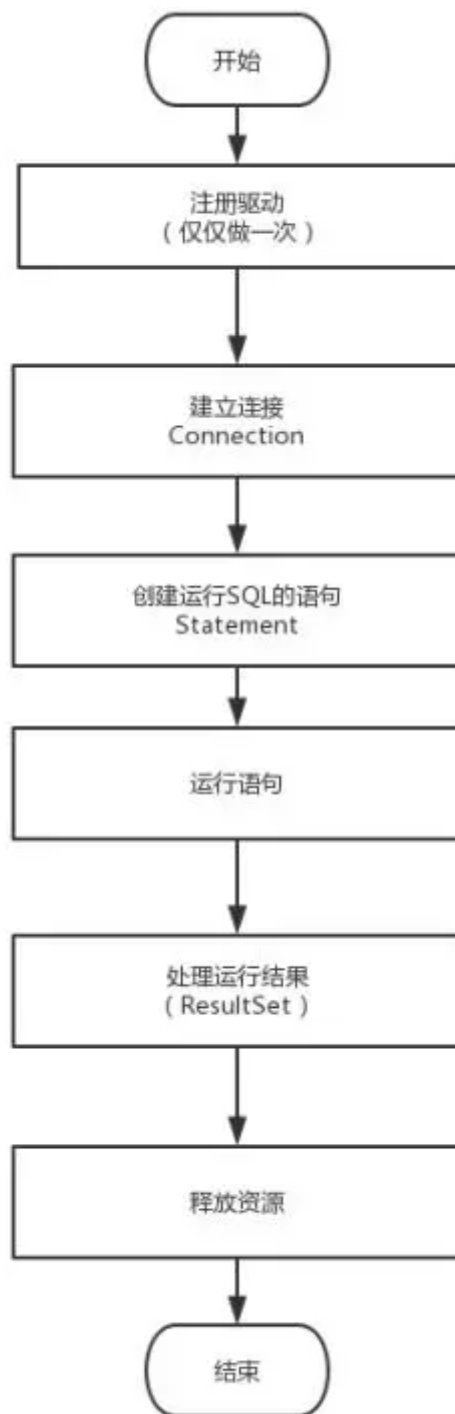 开始
注册驱动
（仅仅做一次）
建立连接
Connection
创建运行SQL的语句
Statement
运行语句
处理运行结果
（ResultSet）
释放资源
结束